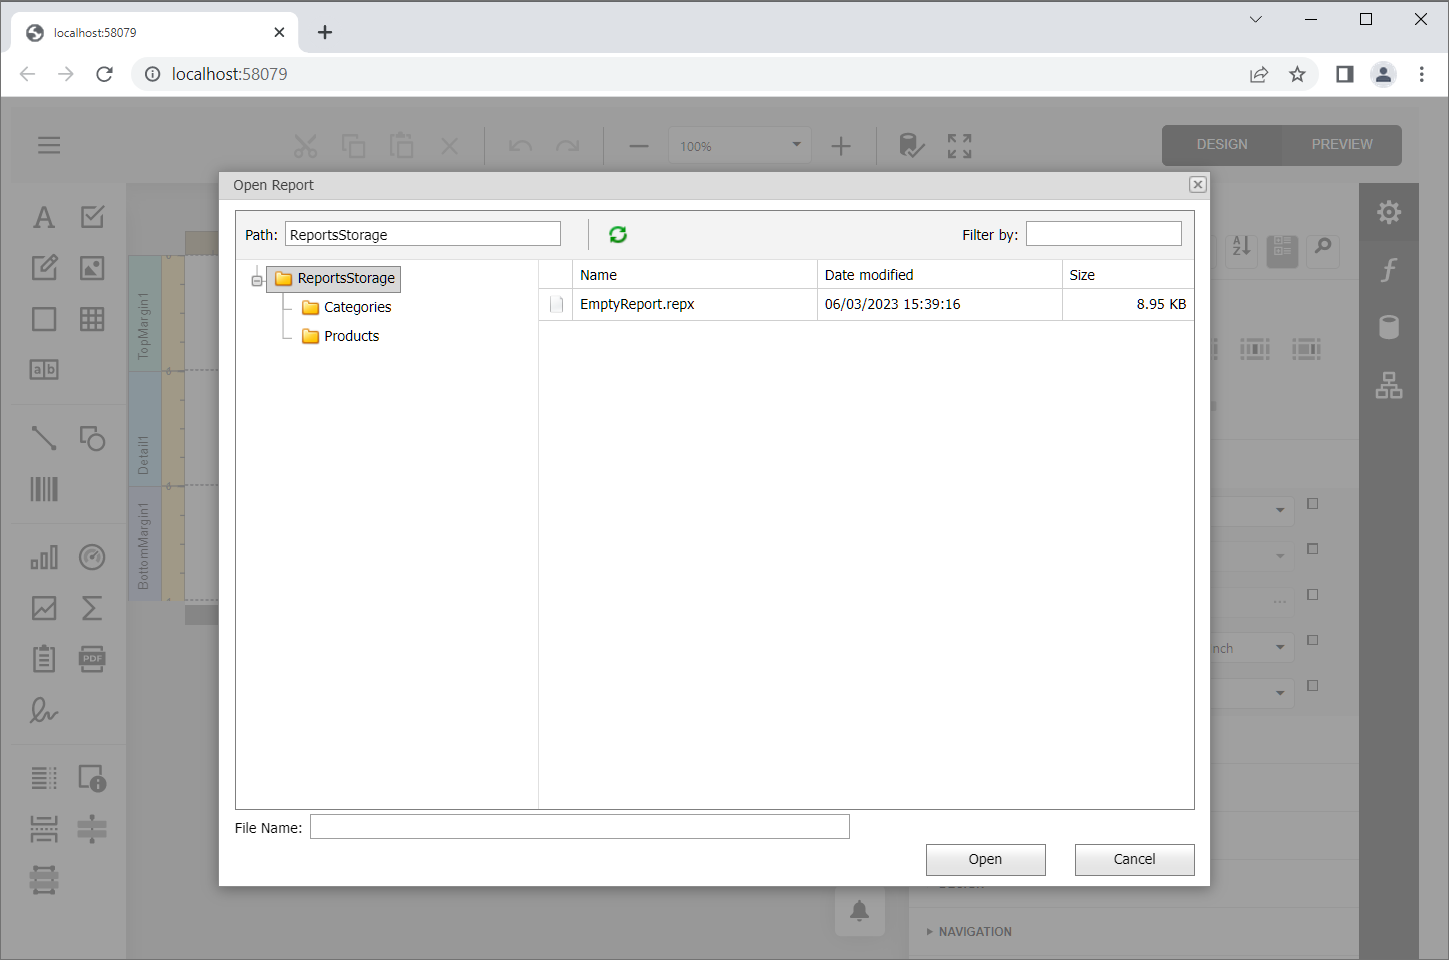 localhost:58079
localhost:58079
100%
DESIGN
PREVIEW
Open Report
Path:
ReportsStorage
Filter by:
ReportsStorage
Categories
Products
Name
Date modified
Size
EmptyReport.repx
06/03/2023 15:39:16
8.95 KB
A
Z
TopMargin1
Detail1
BottomMargin1
a b
PDF
nch
File Name:
Open
Cancel
NAVIGATION